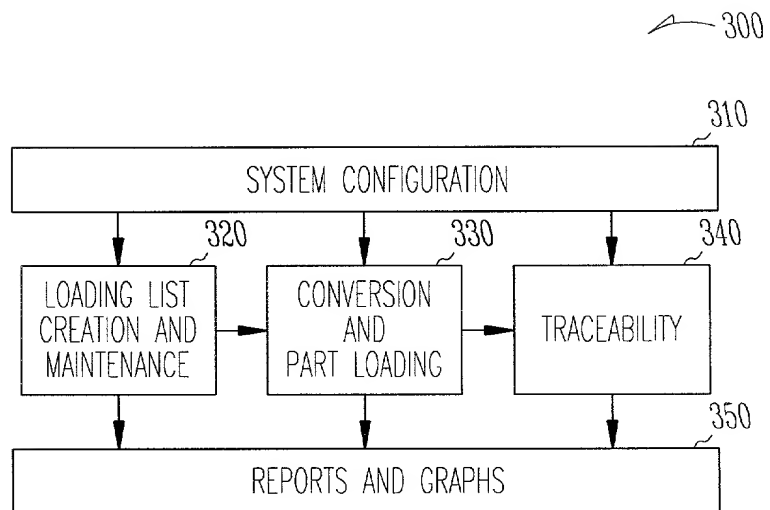 300
310
SYSTEM CONFIGURATION
320
330
340
LOADING LIST
CREATION AND
MAINTENANCE
CONVERSION
AND
PART LOADING
TRACEABILITY
350
REPORTS AND GRAPHS